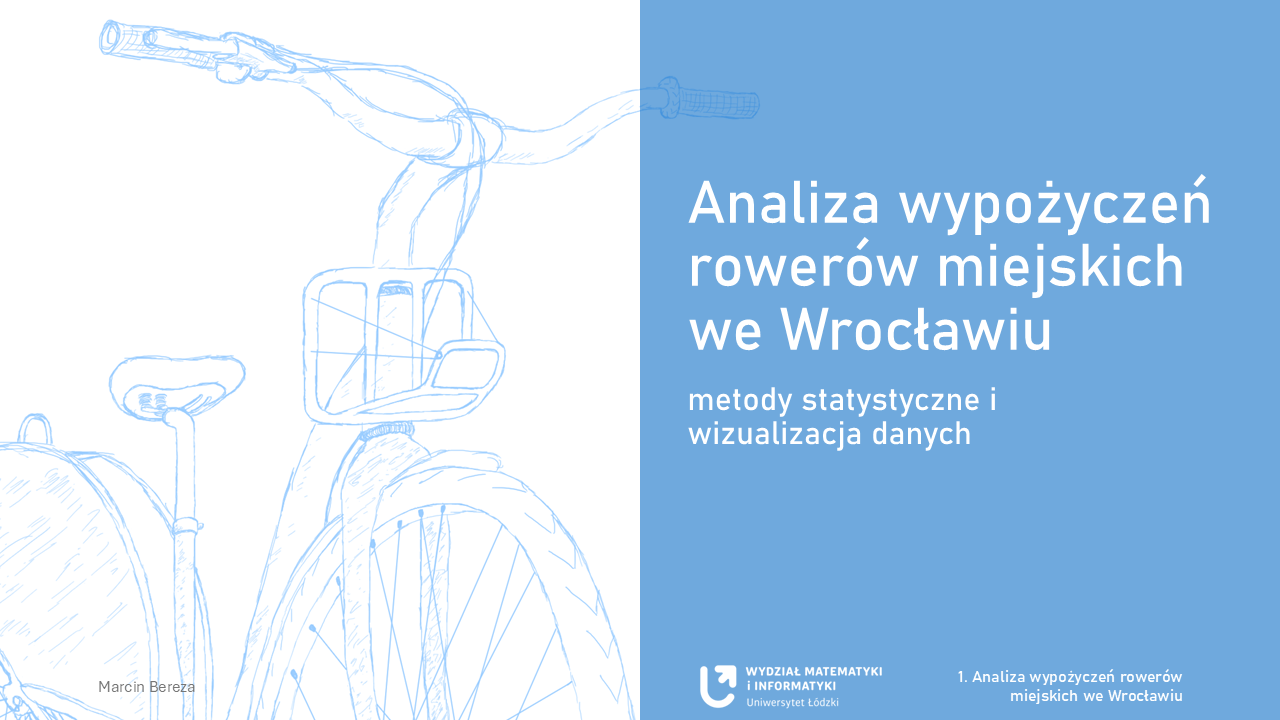 Analiza wypożyczeń
rowerów miejskich
we Wrocławiu
metody statystyczne i
wizualizacja danych
Marcin Bereza
WYDZIAŁ MATEMATYKI
i INFORMATYKI
Uniwersytet Łódzki
1. Analiza wypożyczeń rowerów
miejskich we Wrocławiu